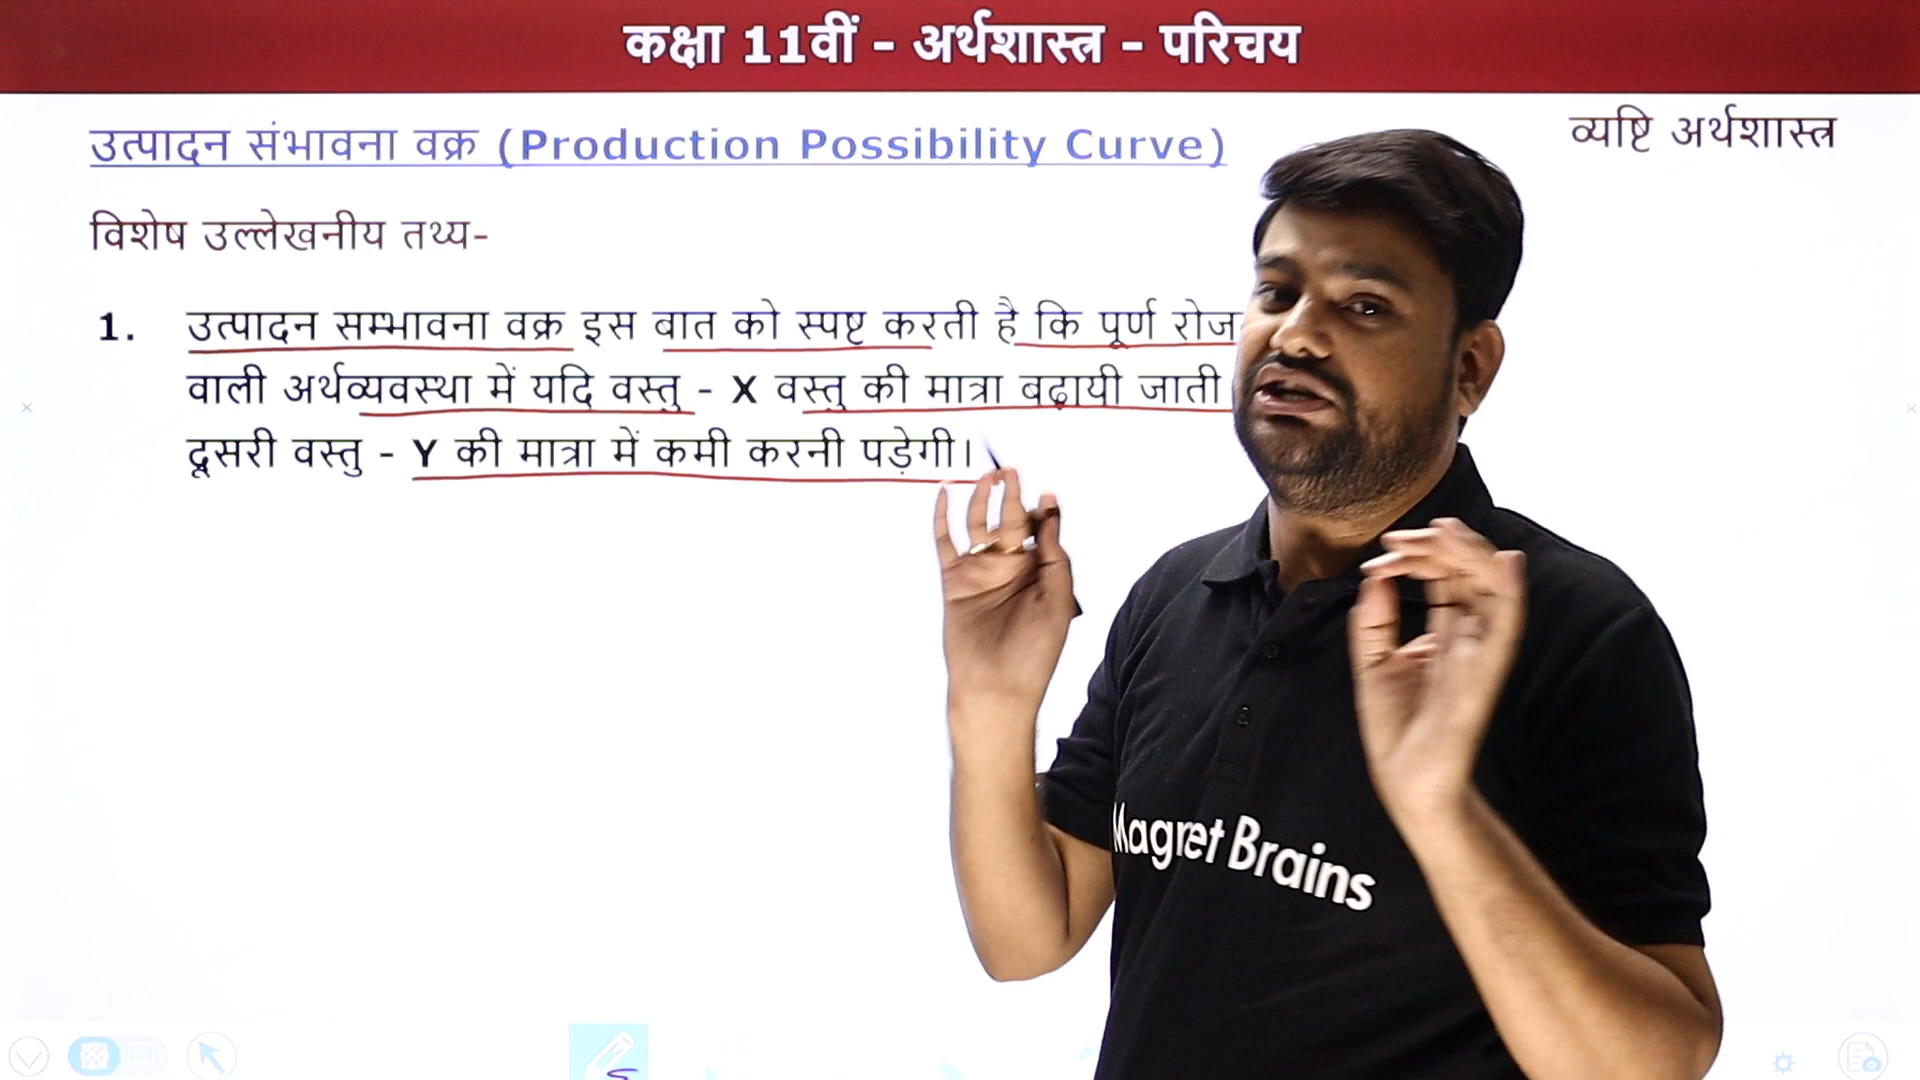 कक्षा 11वीं - अर्थशास्त्र - परिचय
व्यष्टि अर्थशास्त्र
उत्पादन संभावना वक्र (Production Possibility Curve)
विशेष उल्लेखनीय तथ्य-
1. उत्पादन सम्भावना वक्र इस बात को स्पष्ट करती है कि पूर्ण रोज
वाली अर्थव्यवस्था में यदि वस्तु - X वस्तु की मात्रा बढ़ायी जाती
दूसरी वस्तु - Y की मात्रा में कमी करनी पड़ेगी।
Magnet Brains